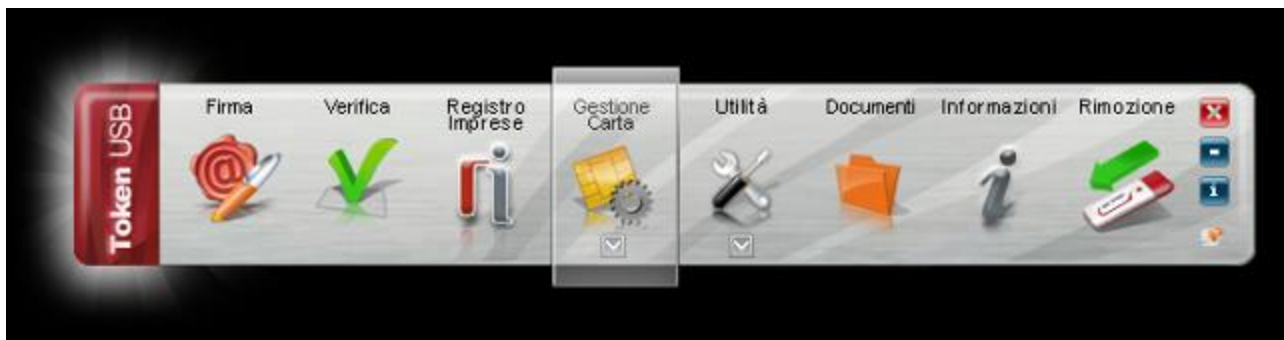 Token USB
Firma
Verifica
Registro
Imprese
Gestione
Carta
Utilità
Documenti
Informazioni
Rimozione